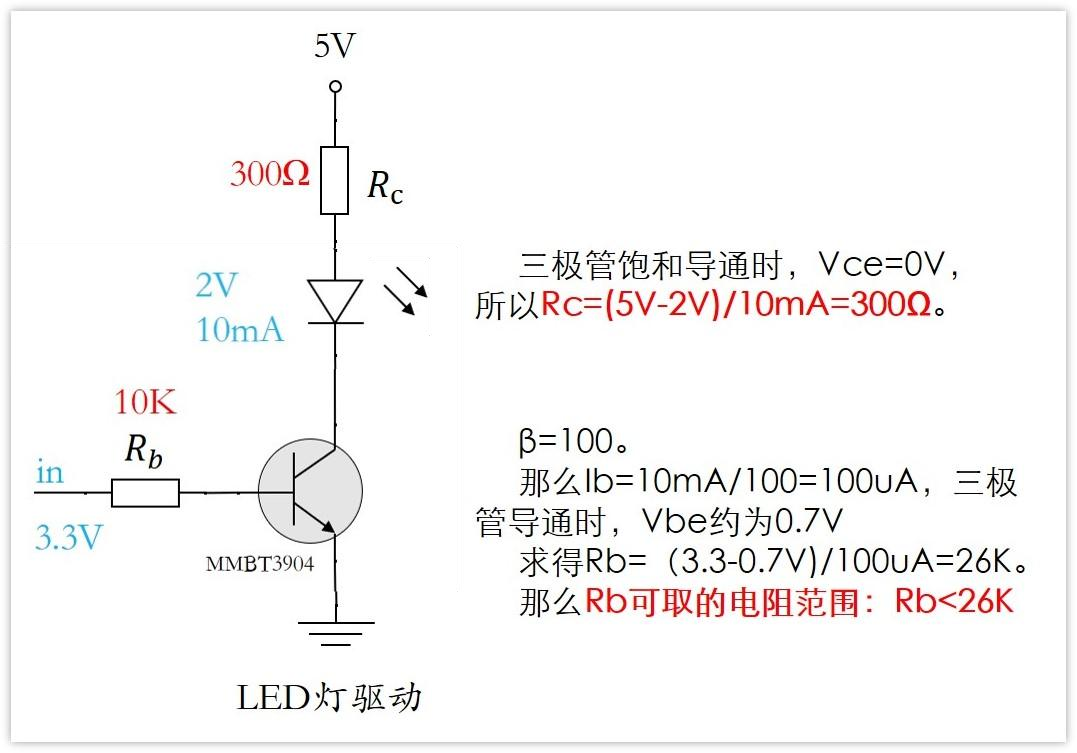 5V
300Ω
Rc
2V
10mA
10K
Rb
in
3.3V
MMBT3904
LED灯驱动
三极管饱和导通时，Vce=0V，
所以Rc=(5V-2V)/10mA=300Ω。
β=100。
那么Ib=10mA/100=100uA，三极
管导通时，Vbe约为0.7V
求得Rb=（3.3-0.7V)/100uA=26K。
那么Rb可取的电阻范围：Rb<26K